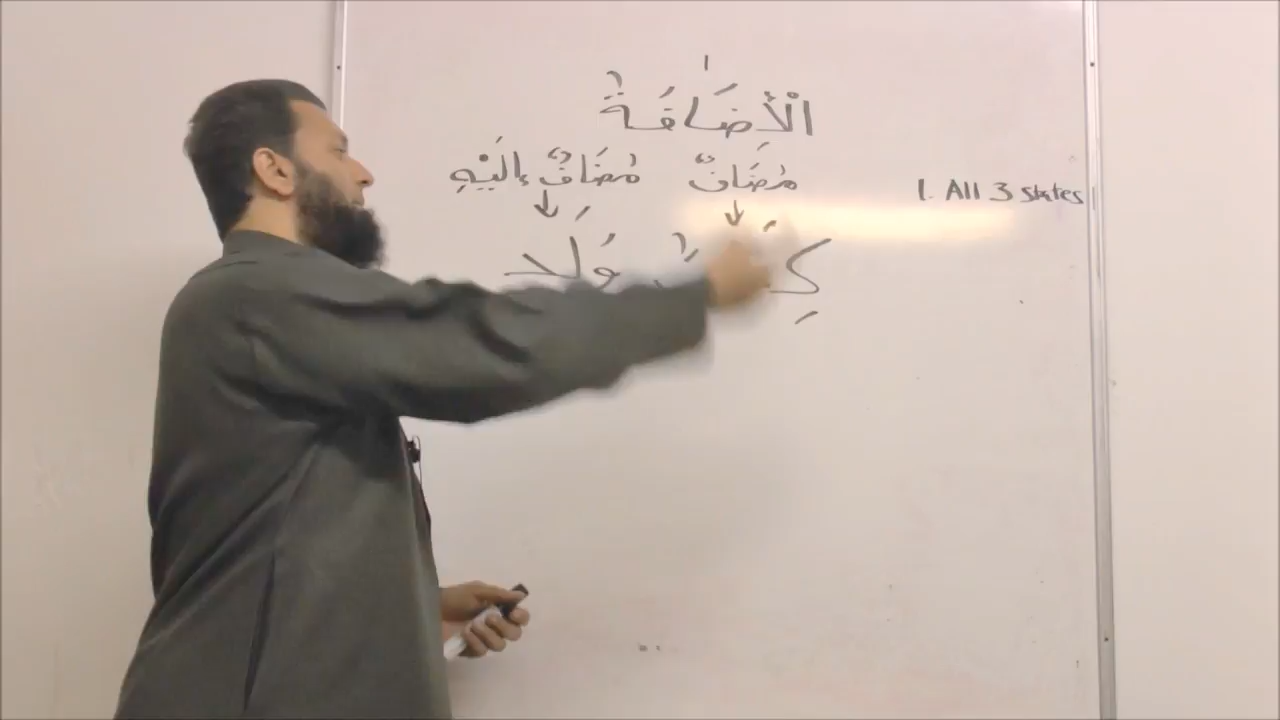 الْإِضَافَةُ
مُضَافٌ مُضَافٌ إِلَيْهِ
1. All 3 states